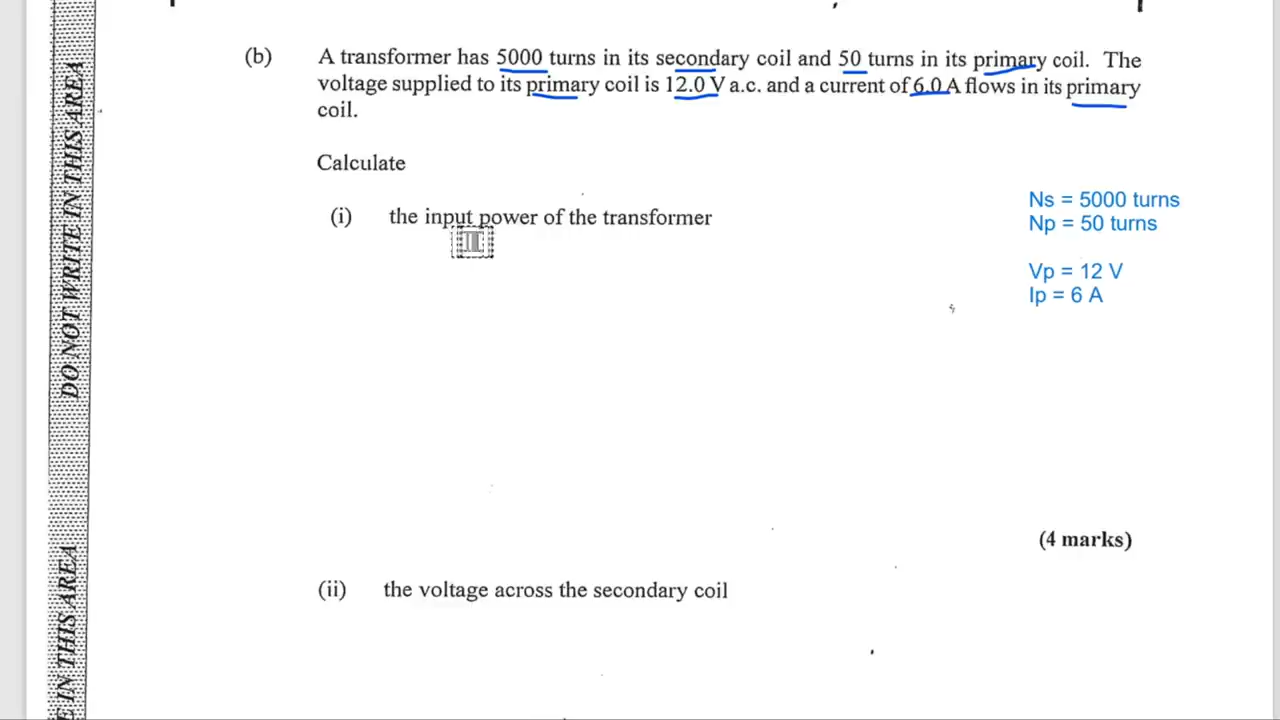 (b) A transformer has 5000 turns in its secondary coil and 50 turns in its primary coil. The
voltage supplied to its primary coil is 12.0 V a.c. and a current of 6.0 A flows in its primary
coil.
Calculate
(i) the input power of the transformer
Ns = 5000 turns
Np = 50 turns
Vp = 12 V
Ip = 6 A
(4 marks)
(ii) the voltage across the secondary coil
DO NOT WRITE IN THIS AREA
E IN THIS AREA